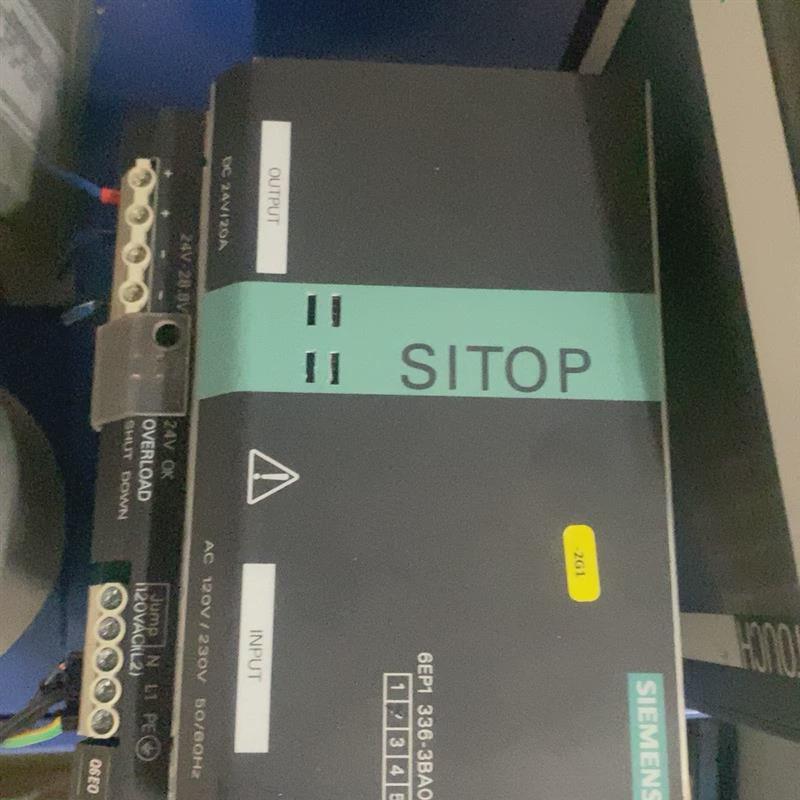 OUTPUT
DC 24V/20A
+
+
-
-
24V-28.8V
SITOP
24V OK
OVERLOAD
SHUT DOWN
-2G1
INPUT
AC 120V/230V 50/60Hz
Jump
120VAC
(L2)
N
L1
PE
6EP1 336-3BA0
1 2 3 4
SIEMENS
TOUCH